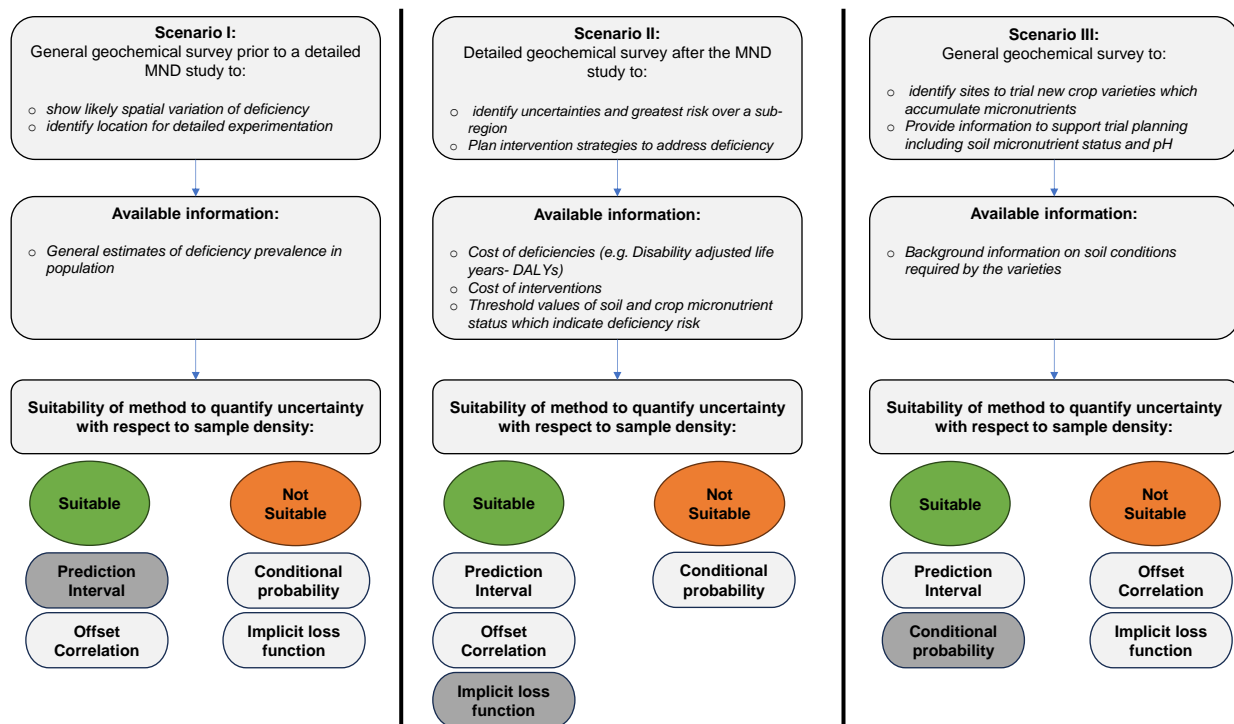 Scenario I:
General geochemical survey prior to a detailed
MND study to:
o show likely spatial variation of deficiency
o identify location for detailed experimentation
Available information:
o General estimates of deficiency prevalence in
population
Suitability of method to quantify uncertainty
with respect to sample density:
Suitable
Not
Suitable
Prediction
Interval
Conditional
probability
Offset
Correlation
Implicit loss
function
Scenario II:
Detailed geochemical survey after the MND
study to:
o identify uncertainties and greatest risk over a sub-
region
o Plan intervention strategies to address deficiency
Available information:
o Cost of deficiencies (e.g. Disability adjusted life
years- DALYs)
o Cost of interventions
o Threshold values of soil and crop micronutrient
status which indicate deficiency risk
Suitability of method to quantify uncertainty
with respect to sample density:
Suitable
Not
Suitable
Prediction
Interval
Conditional
probability
Offset
Correlation
Implicit loss
function
Scenario III:
General geochemical survey to:
o identify sites to trial new crop varieties which
accumulate micronutrients
o Provide information to support trial planning
including soil micronutrient status and pH
Available information:
o Background information on soil conditions
required by the varieties
Suitability of method to quantify uncertainty
with respect to sample density:
Suitable
Not
Suitable
Prediction
Interval
Offset
Correlation
Conditional
probability
Implicit loss
function